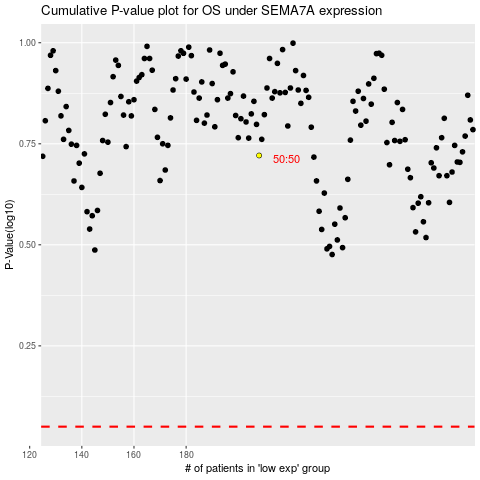 Cumulative P-value plot for OS under SEMA7A expression
1.00
0.75
0.50
0.25
P-Value(log10)
50:50
120 140 160 180
# of patients in 'low exp' group